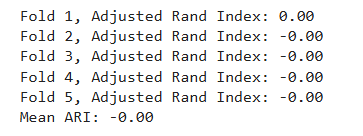 Fold 1, Adjusted Rand Index: 0.00
Fold 2, Adjusted Rand Index: -0.00
Fold 3, Adjusted Rand Index: -0.00
Fold 4, Adjusted Rand Index: -0.00
Fold 5, Adjusted Rand Index: -0.00
Mean ARI: -0.00